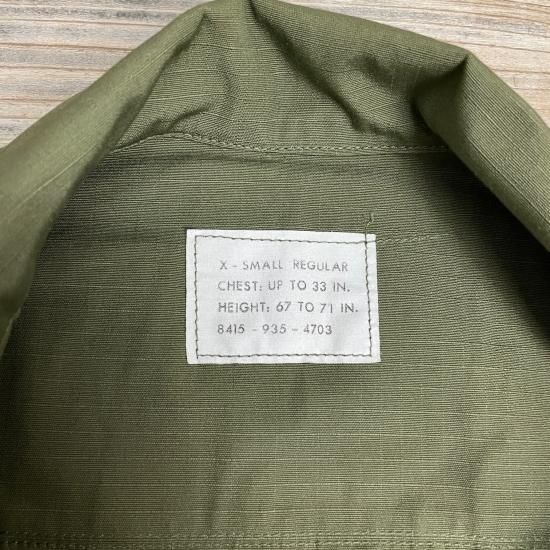 X - SMALL REGULAR
CHEST: UP TO 33 IN.
HEIGHT: 67 TO 71 IN.
8415 - 935 - 4703